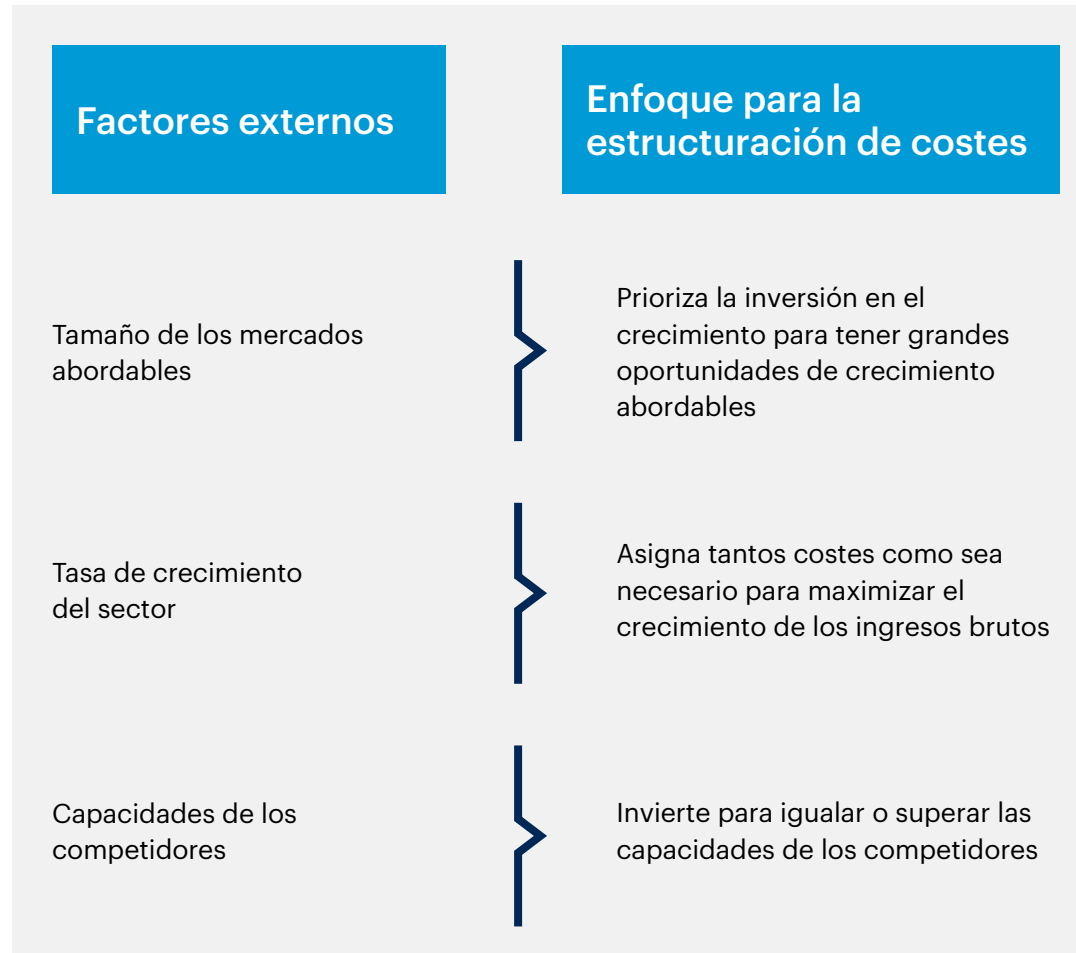 Factores externos
Enfoque para la
estructuración de costes
Tamaño de los mercados
abordables
Prioriza la inversión en el
crecimiento para tener grandes
oportunidades de crecimiento
abordables
Tasa de crecimiento
del sector
Asigna tantos costes como sea
necesario para maximizar el
crecimiento de los ingresos brutos
Capacidades de los
competidores
Invierte para igualar o superar las
capacidades de los competidores